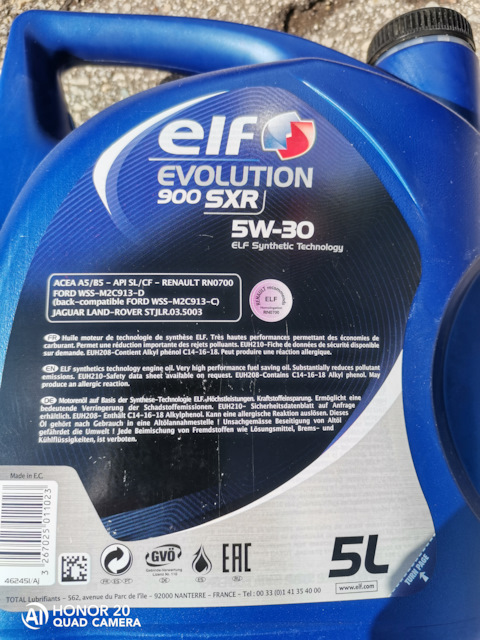 elf
EVOLUTION
900 SXR
5W-30
ELF Synthetic Technology
ACEA A5/B5 - API SL/CF - RENAULT RN0700
FORD WSS-M2C913-D
(back-compatible FORD WSS-M2C913-C)
JAGUAR LAND-ROVER STJLR.03.5003
RENAULT recommends
ELF
RN0700
FR Huile moteur de technologie de synthèse ELF. Très hautes performances permettant des économies de
carburant. Permet une réduction importante des rejets polluants. EUH210-Fiche de données de sécurité disponible
sur demande. EUH208-Contient Alkyl phénol C14-16-18. Peut produire une réaction allergique.
EN ELF synthetics technology engine oil. Very high performance fuel saving oil. Substantially reduces pollutant
emissions. EUH210-Safety data sheet available on request. EUH208-Contains C14-16-18 Alkyl phenol. May
produce an allergic reaction.
DE Motorenöl auf Basis der Synthese-Technologie ELF. Höchstleistungen. Kraftstoffeinsparung. Ermöglicht eine
bedeutende Verringerung der Schadstoffemissionen. EUH210- Sicherheitsdatenblatt auf Anfrage
erhältlich. EUH208- Enthält C14-16-18 Alkylphenol. Kann allergische Reaktion auslösen. Dieses
Öl gehört nach Gebrauch in eine Altölannahmestelle ! Unsachgemässe Beseitigung von Altöl
gefährdet die Umwelt ! Jede Beimischung von Fremdstoffen wie Lösungsmittel, Brems- und
Kühlflüssigkeiten, ist verboten.
Made in E.C.
3 267025 011023
46245L/AJ
GVÖ
EAC
5L
www.elf.com
TURN PAGE
TOTAL Lubrifiants - 562, avenue du Parc de l'Ile - 92000 NANTERRE - FRANCE - Tel : 00 33 (0)1 41 35 40 00
HONOR 20
QUAD CAMERA